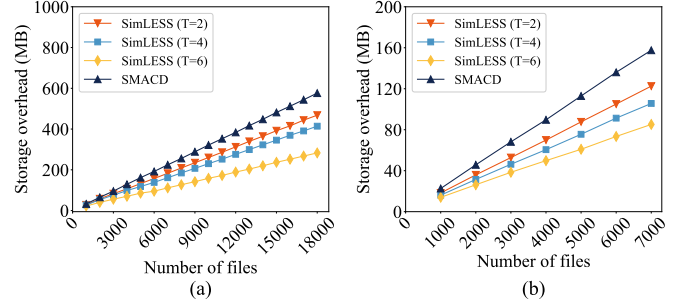 (a)
1000
SimLESS (T=2)
SimLESS (T=4)
SimLESS (T=6)
SMACD
800
600
400
200
0
Storage overhead (MB)
0
3000
6000
9000
12000
15000
18000
Number of files
(a)
(b)
200
SimLESS (T=2)
SimLESS (T=4)
SimLESS (T=6)
SMACD
160
120
80
40
0
Storage overhead (MB)
0
1000
2000
3000
4000
5000
6000
7000
Number of files
(b)